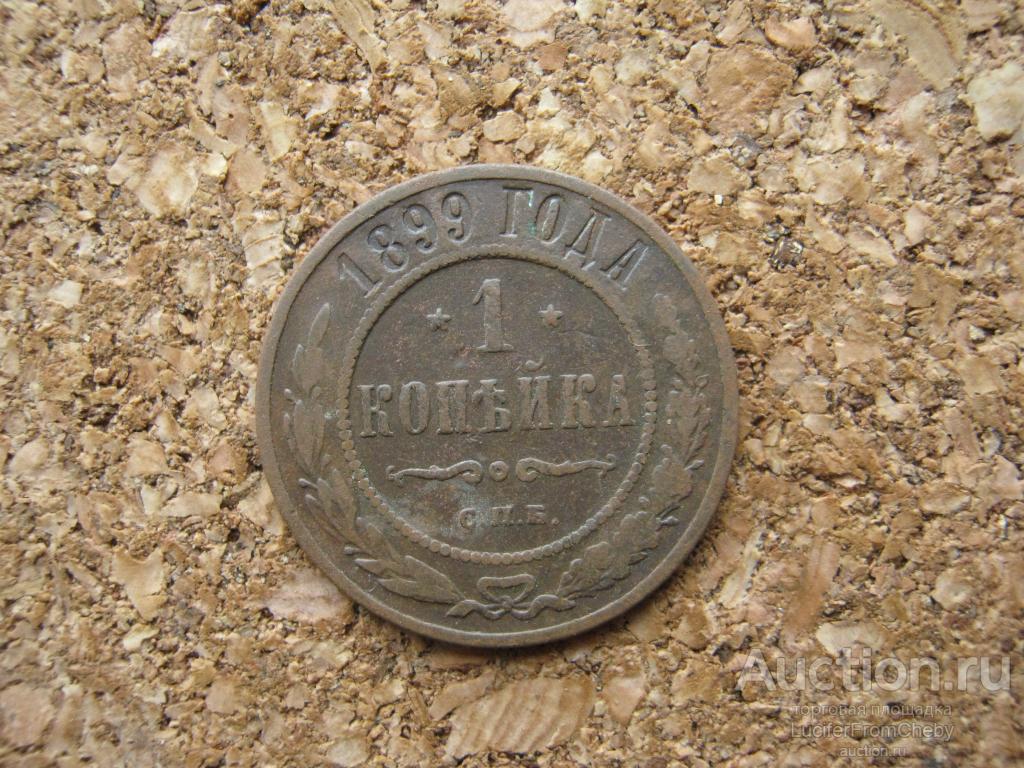 1899 ГОДА
1
КОПѢЙКА
С.П.Б.
Auction.ru
торговая площадка
LuciferFromCheby
auction.ru